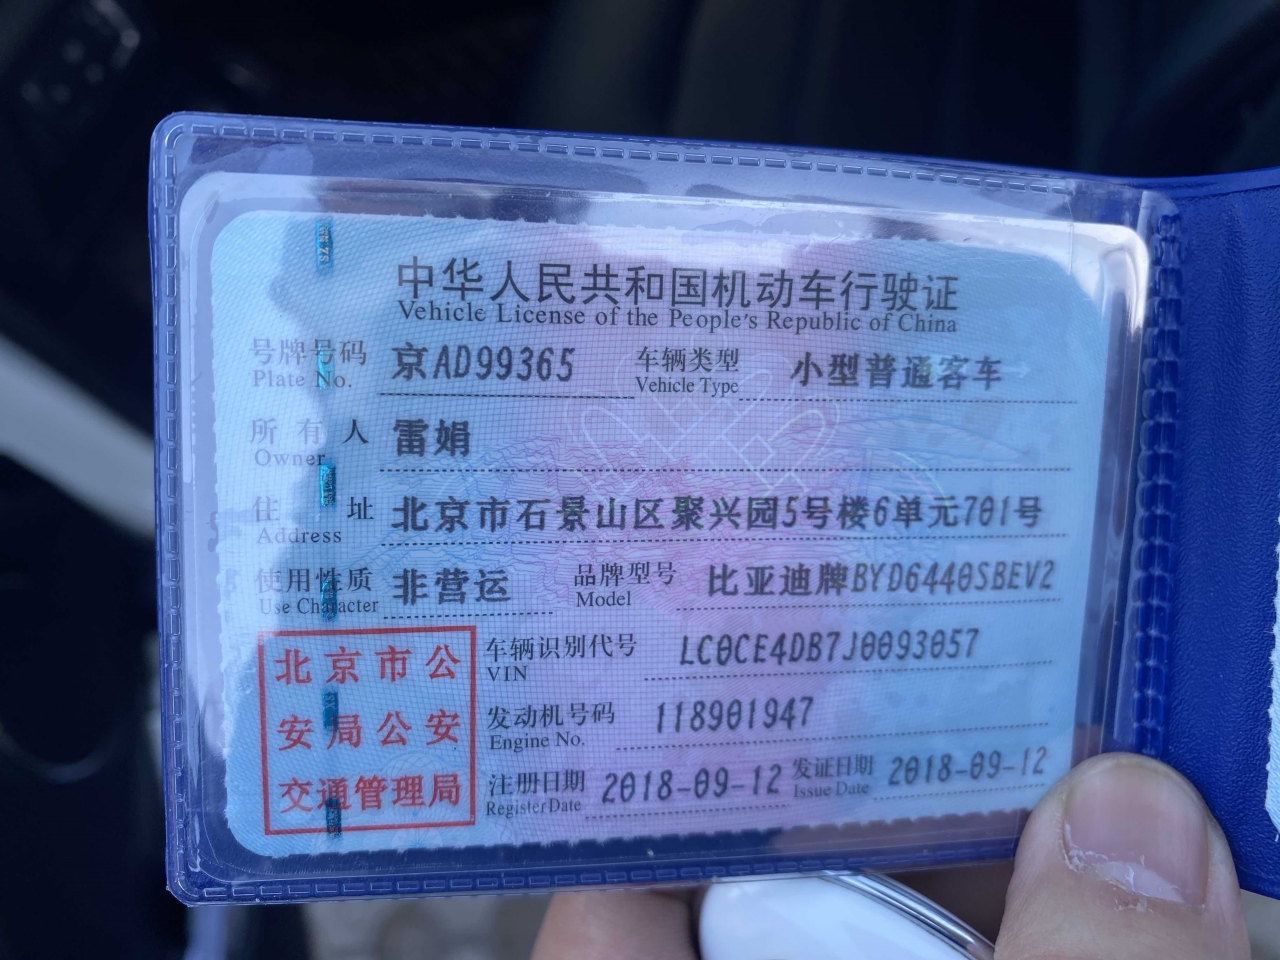 中华人民共和国机动车行驶证
Vehicle License of the People's Republic of China
号牌号码 京AD99365 车辆类型 小型普通客车
Plate No. Vehicle Type
所有人 雷娟
Owner
住址 北京市石景山区聚兴园5号楼6单元701号
Address
使用性质 非营运 品牌型号 比亚迪牌BYD6440SBEV2
Use Character Model
车辆识别代号 LC0CE4DB7J0093057
VIN
发动机号码 118901947
Engine No.
注册日期 2018-09-12 发证日期 2018-09-12
Register Date Issue Date
北京市公
安局公安
交通管理局